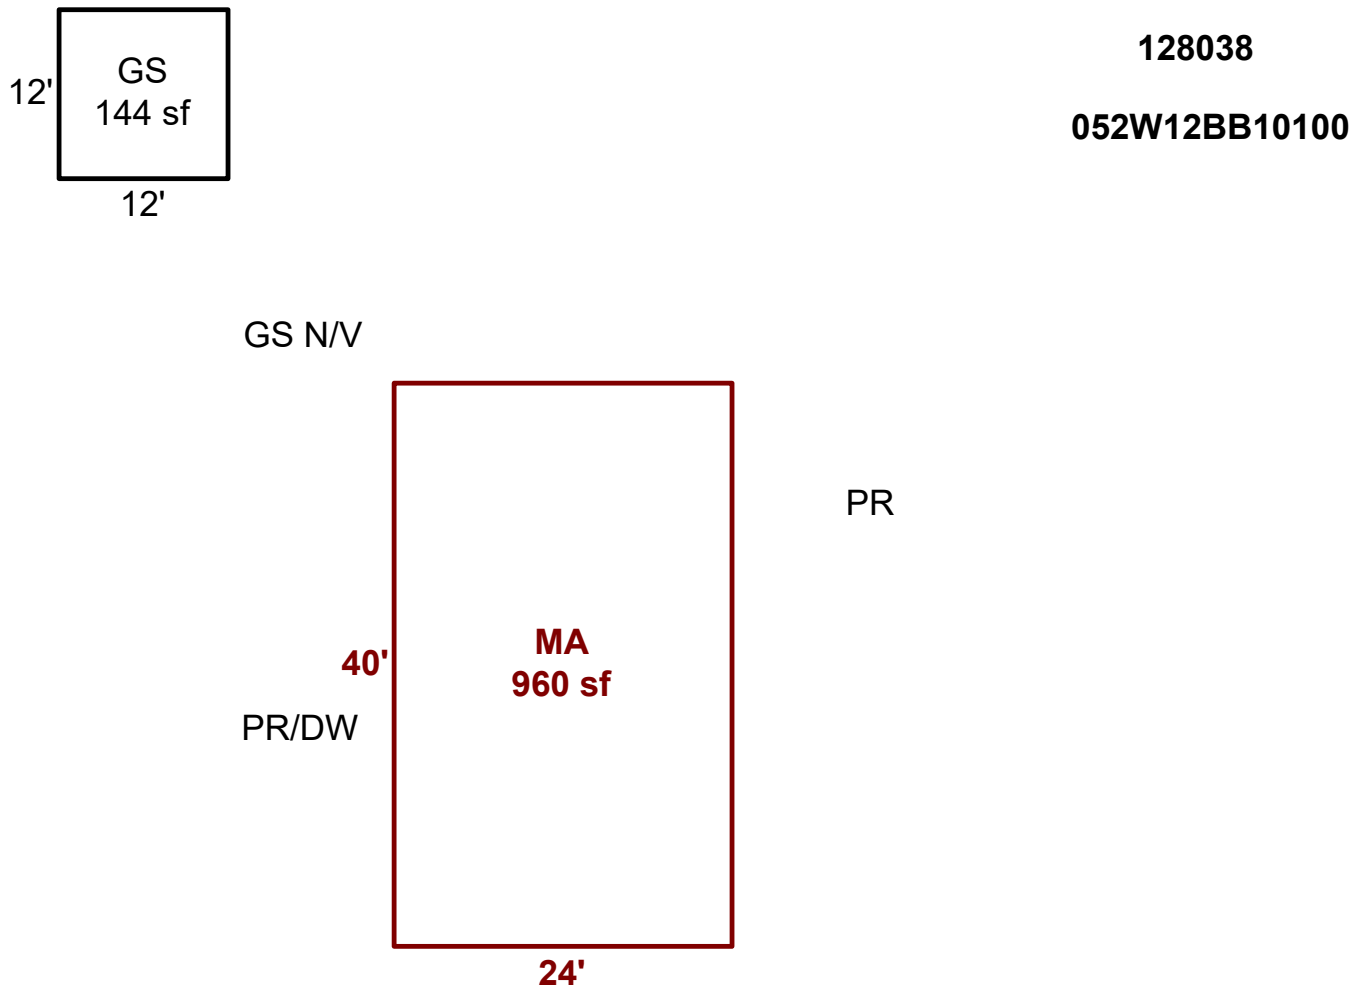 128038
052W12BB10100
GS
144 sf
12'
12'
GS N/V
PR
MA
960 sf
40'
PR/DW
24'